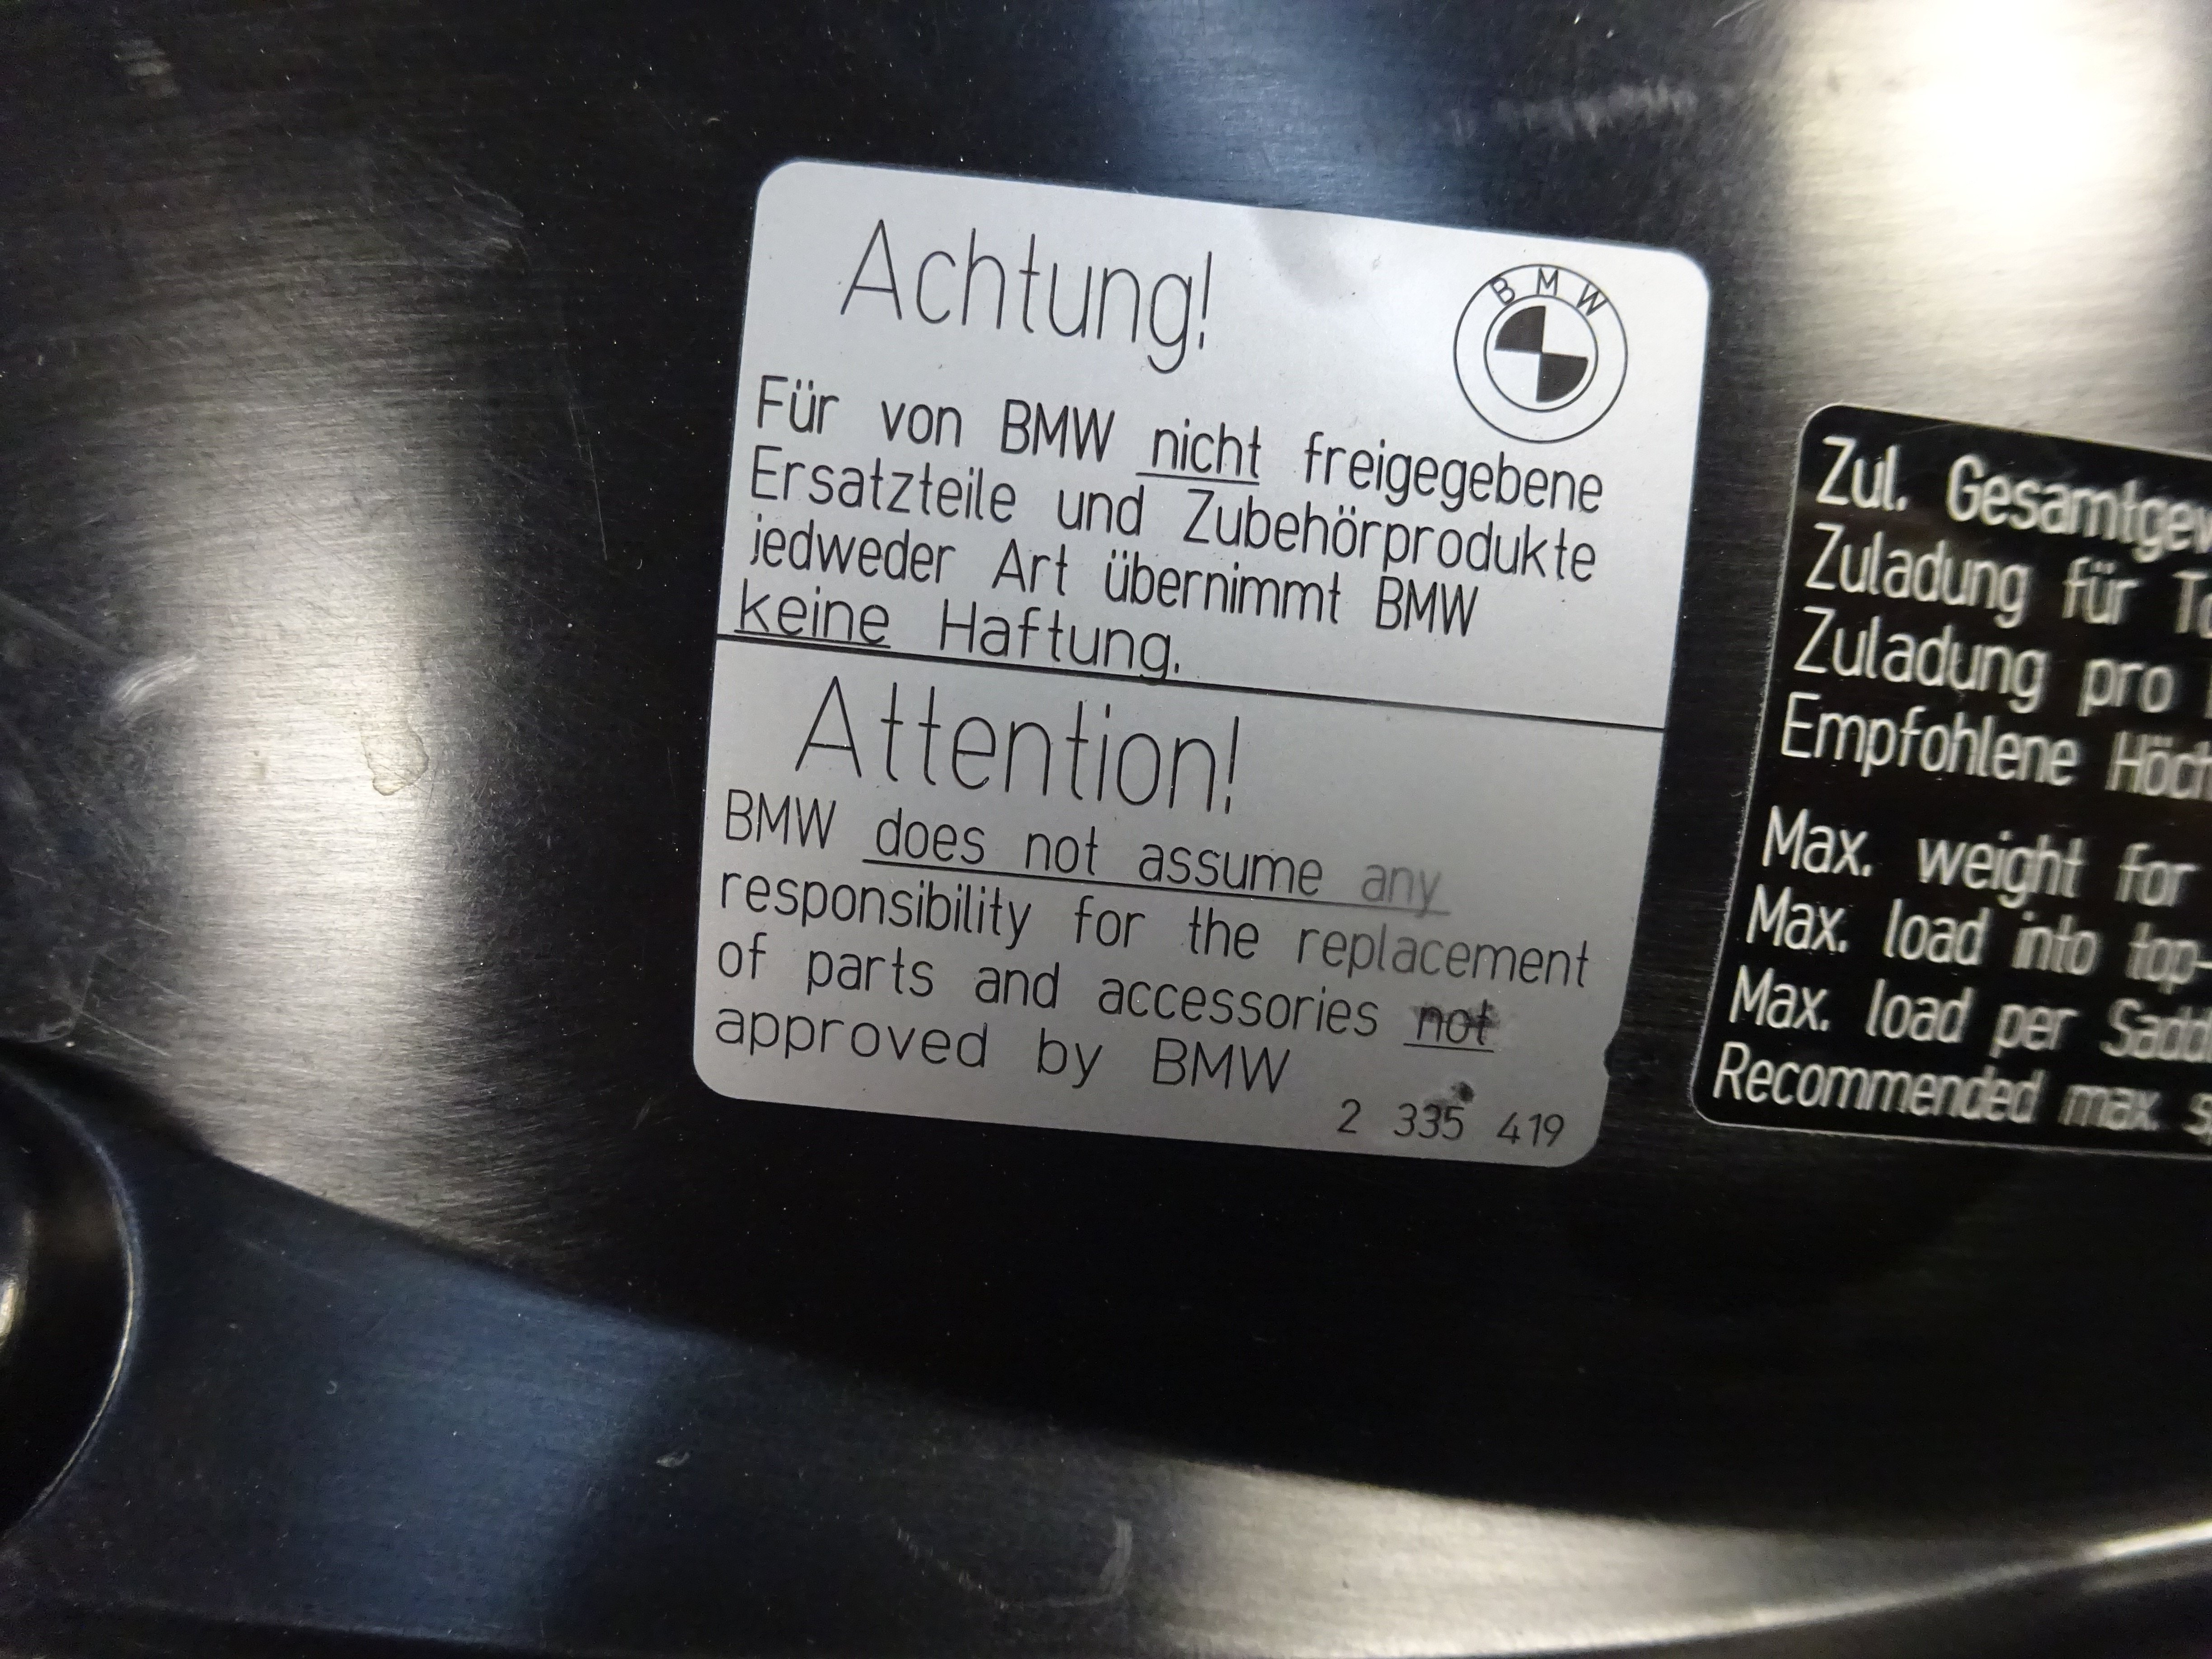 Achtung!
BMW
Für von BMW nicht freigegebene
Ersatzteile und Zubehörprodukte
jedweder Art übernimmt BMW
keine Haftung.
Attention!
BMW does not assume any
responsibility for the replacement
of parts and accessories not
approved by BMW
2 335 419
Zul.
Zuladung für
Zuladung pro
Empfohlene
Max. weight for
Max. load into top-
Max. load per
Recommended max.